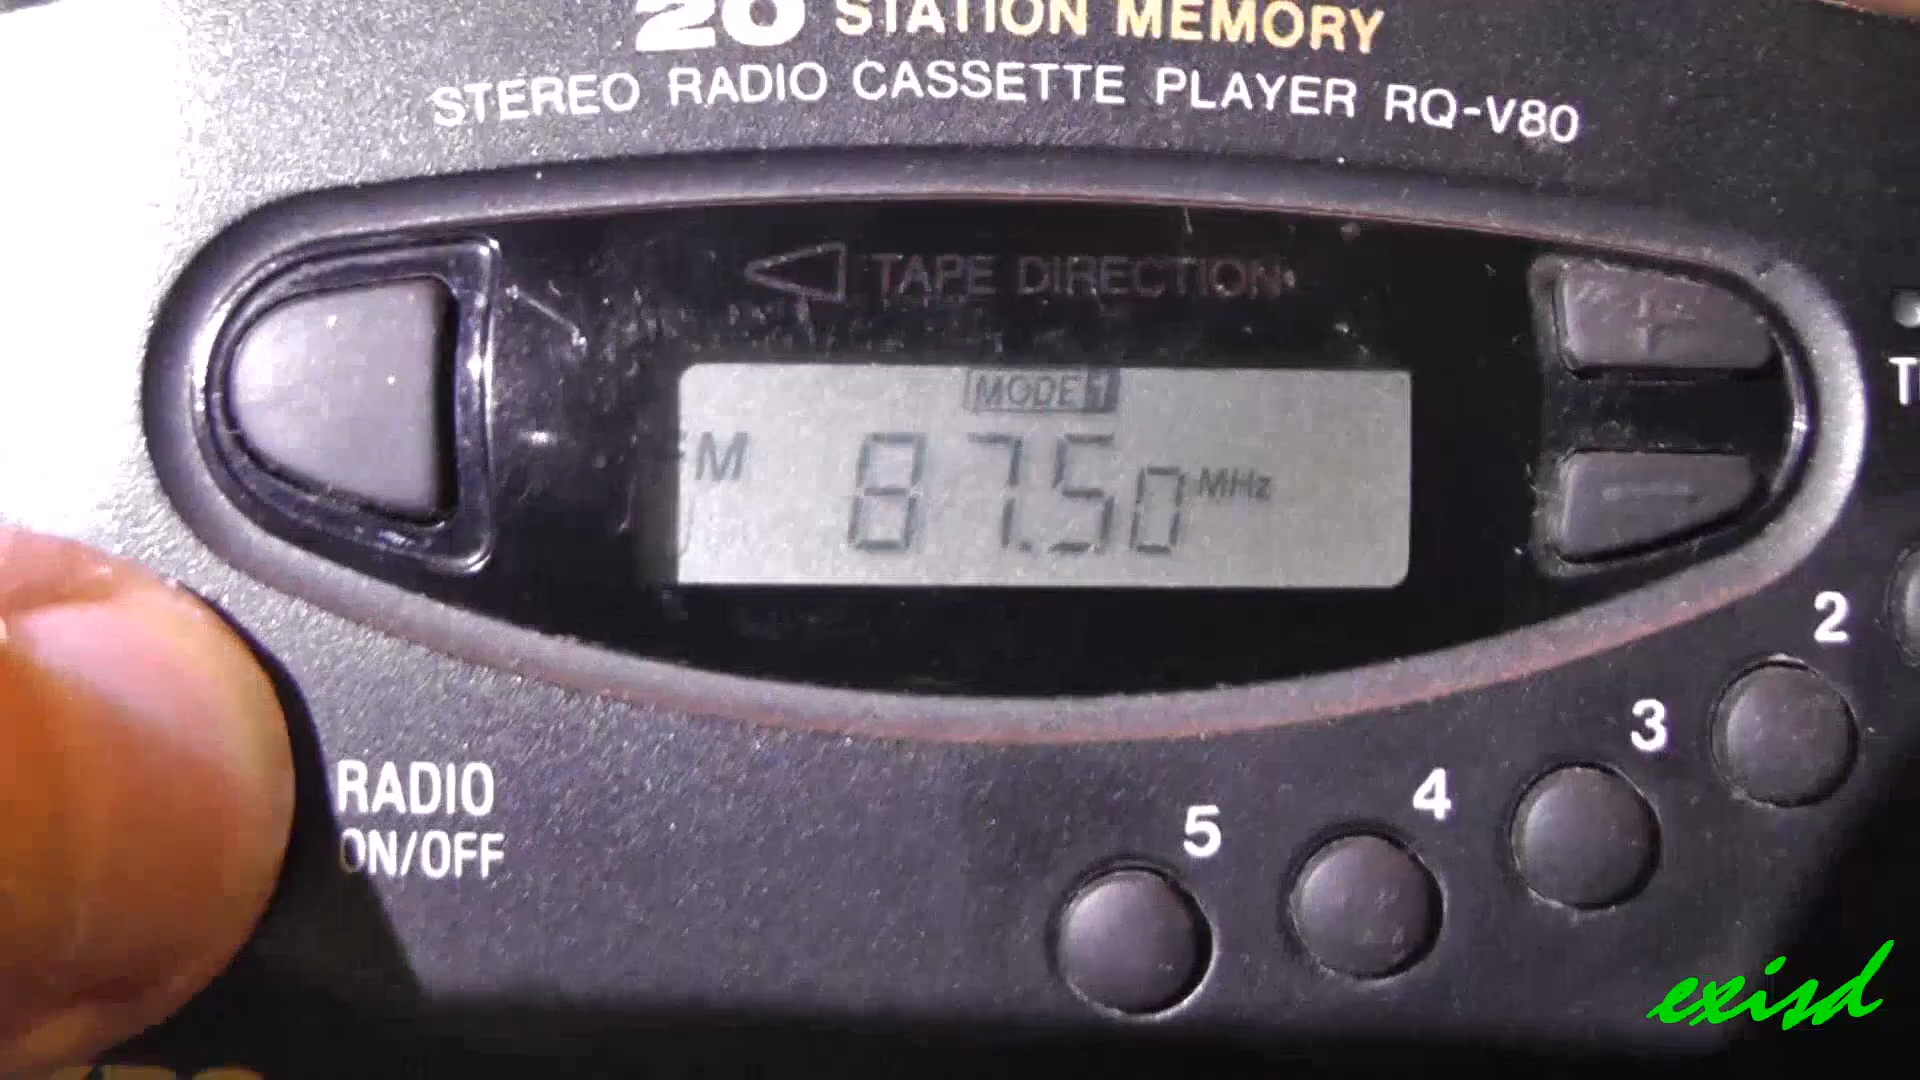 20 STATION MEMORY
STEREO RADIO CASSETTE PLAYER RQ-V80
TAPE DIRECTION
MODE 1
FM 87.50 MHz
+
−
2
3
4
5
RADIO
ON/OFF
exisd